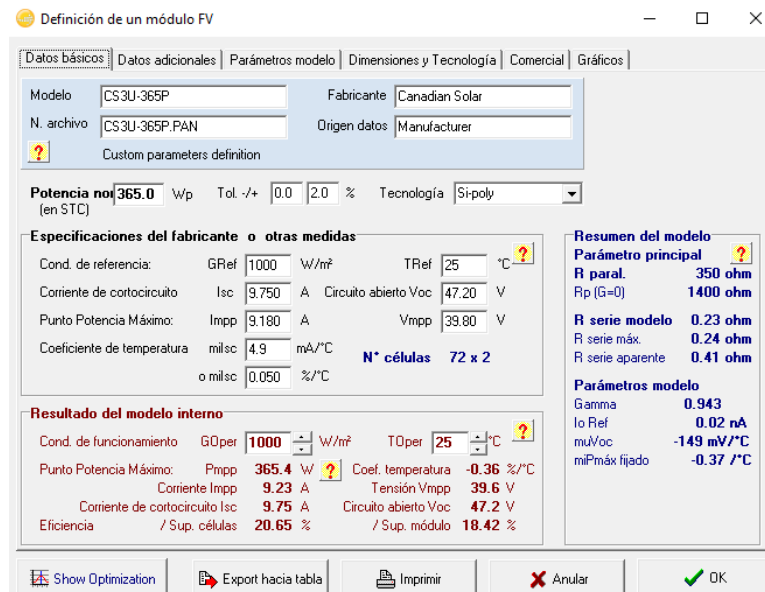 Definición de un módulo FV
Datos básicos Datos adicionales Parámetros modelo Dimensiones y Tecnología Comercial Gráficos
Modelo CS3U-365P Fabricante Canadian Solar
N. archivo CS3U-365P.PAN Origen datos Manufacturer
? Custom parameters definition
Potencia nor 365.0 Wp Tol. -/+ 0.0 2.0 % Tecnología Si-poly
(en STC)
Especificaciones del fabricante o otras medidas
Cond. de referencia: GRef 1000 W/m² TRef 25 °C ?
Corriente de cortocircuito Isc 9.750 A Circuito abierto Voc 47.20 V
Punto Potencia Máximo: Impp 9.180 A Vmpp 39.80 V
Coeficiente de temperatura miIsc 4.9 mA/°C N° células 72 x 2
o miIsc 0.050 %/°C
Resultado del modelo interno
Cond. de funcionamiento GOper 1000 W/m² TOper 25 °C ?
Punto Potencia Máximo: Pmpp 365.4 W ? Coef. temperatura -0.36 %/°C
Corriente Impp 9.23 A Tensión Vmpp 39.6 V
Corriente de cortocircuito Isc 9.75 A Circuito abierto Voc 47.2 V
Eficiencia / Sup. células 20.65 % / Sup. módulo 18.42 %
Resumen del modelo
Parámetro principal ?
R paral. 350 ohm
Rp (G=0) 1400 ohm
R serie modelo 0.23 ohm
R serie máx. 0.24 ohm
R serie aparente 0.41 ohm
Parámetros modelo
Gamma 0.943
Io Ref 0.02 nA
muVoc -149 mV/°C
miPmáx fijado -0.37 /°C
Show Optimization Export hacia tabla Imprimir Anular OK